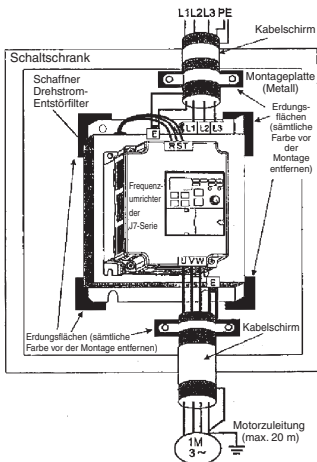 L1L2L3 PE
Kabelschirm
Schaltschrank
Schaffner
Drehstrom-
Entstörfilter
Montageplatte
(Metall)
Erdungs-
flächen
(sämtliche
Farbe vor
der
Montage
entfernen)
E
L1 L2 L3
R S T
Frequenz-
umrichter
der
J7-Serie
U V W
E
Erdungsflächen (sämtliche
Farbe vor der Montage entfernen)
Kabelschirm
Motorzuleitung
(max. 20 m)
1M
3 ~